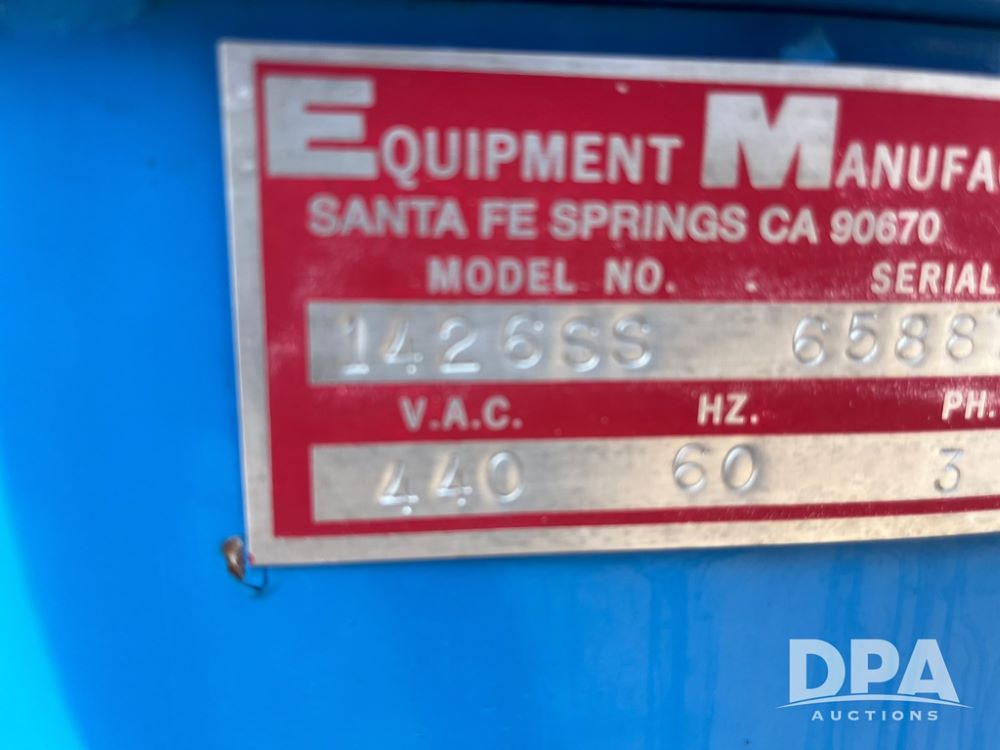 EQUIPMENT MANUFA
SANTA FE SPRINGS CA 90670
MODEL NO. SERIAL
1426SS 6588
V.A.C. HZ. PH.
440 60 3
DPA
AUCTIONS